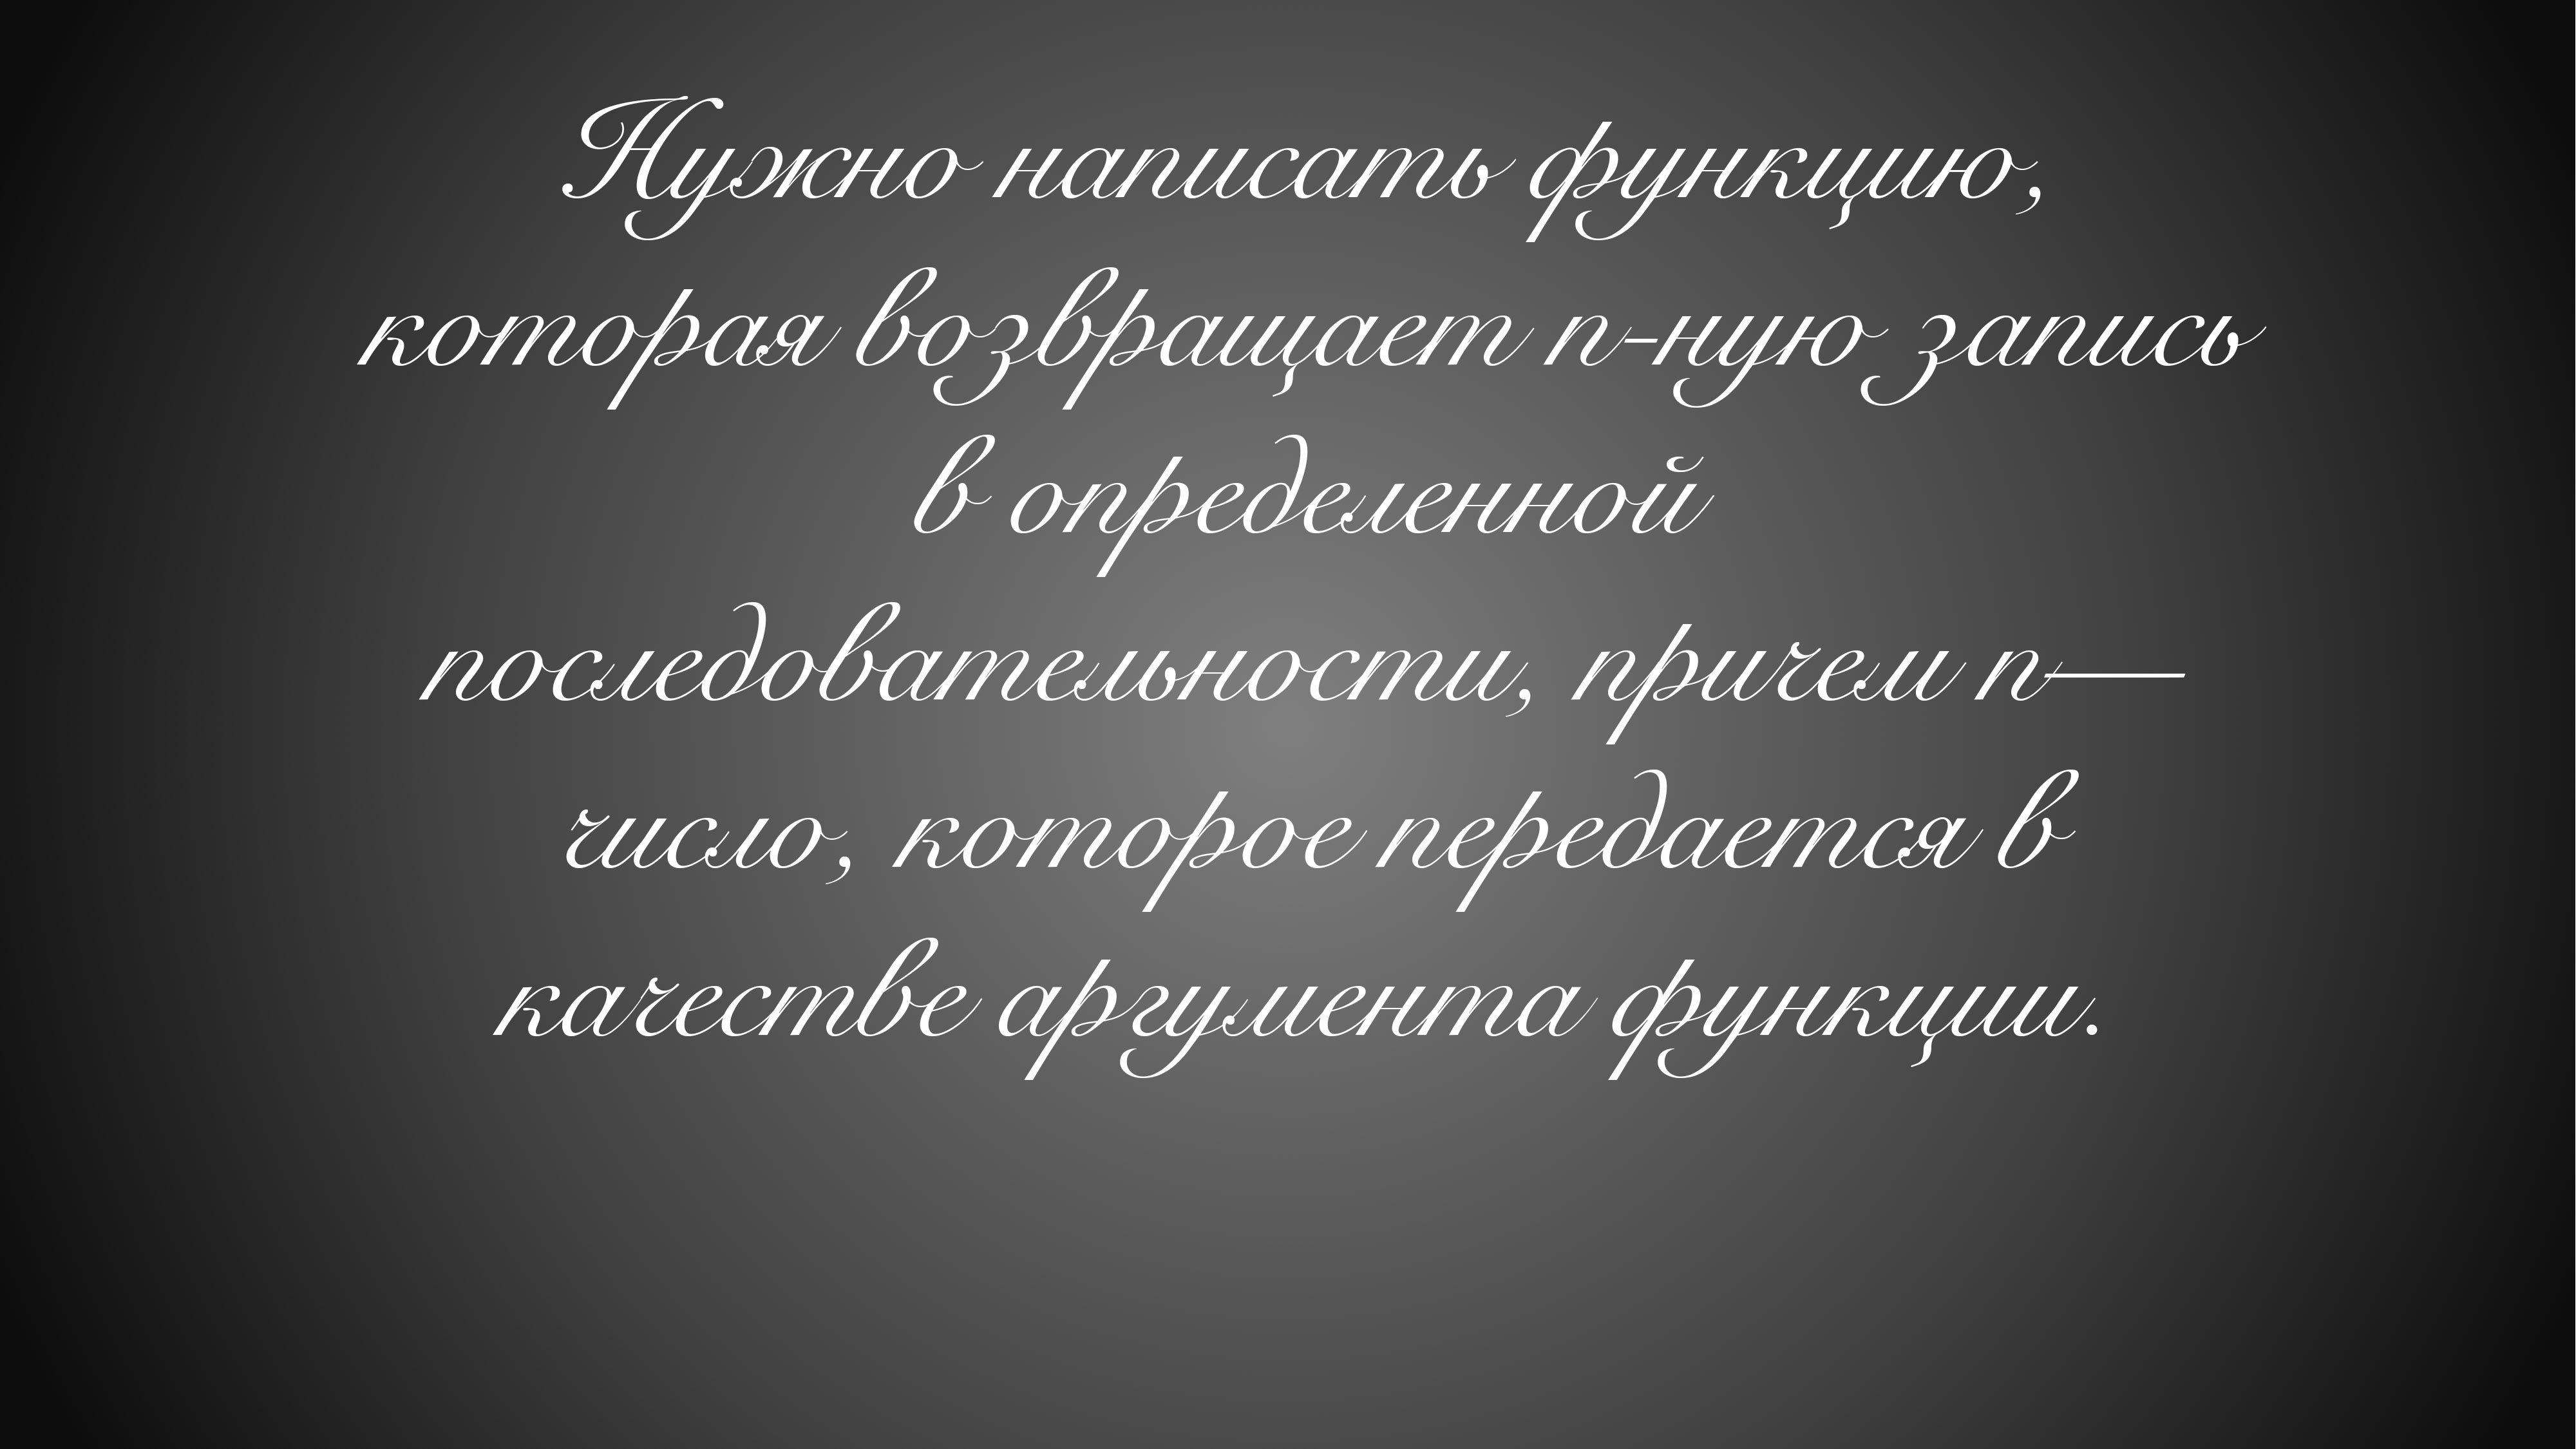 Нужно написать функцию,
которая возвращает n-ную запись
в определенной
последовательности, причем n—
число, которое передается в
качестве аргумента функции.